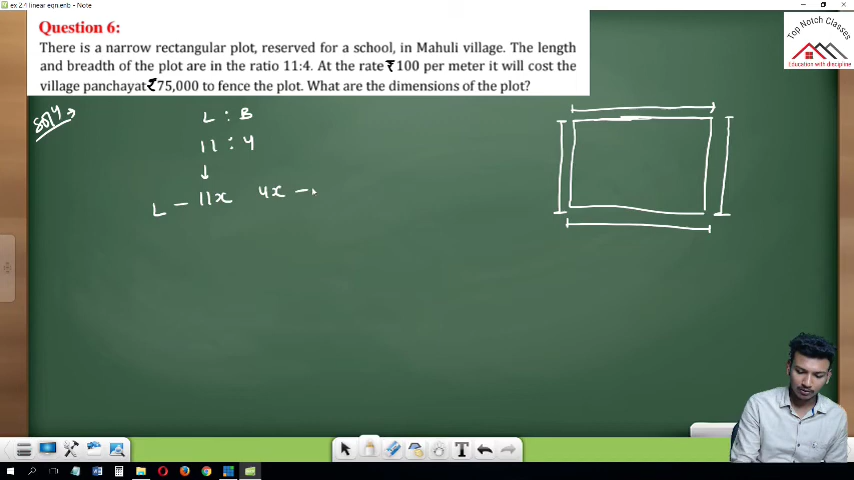 ex 2.4 linear eqn.enb - Note
Question 6:
There is a narrow rectangular plot, reserved for a school, in Mahuli village. The length
and breadth of the plot are in the ratio 11:4. At the rate ₹100 per meter it will cost the
village panchayat ₹75,000 to fence the plot. What are the dimensions of the plot?
Top Notch Classes
Education with discipline
Solⁿ →
L : B
11 : 4
L - 11x 4x -